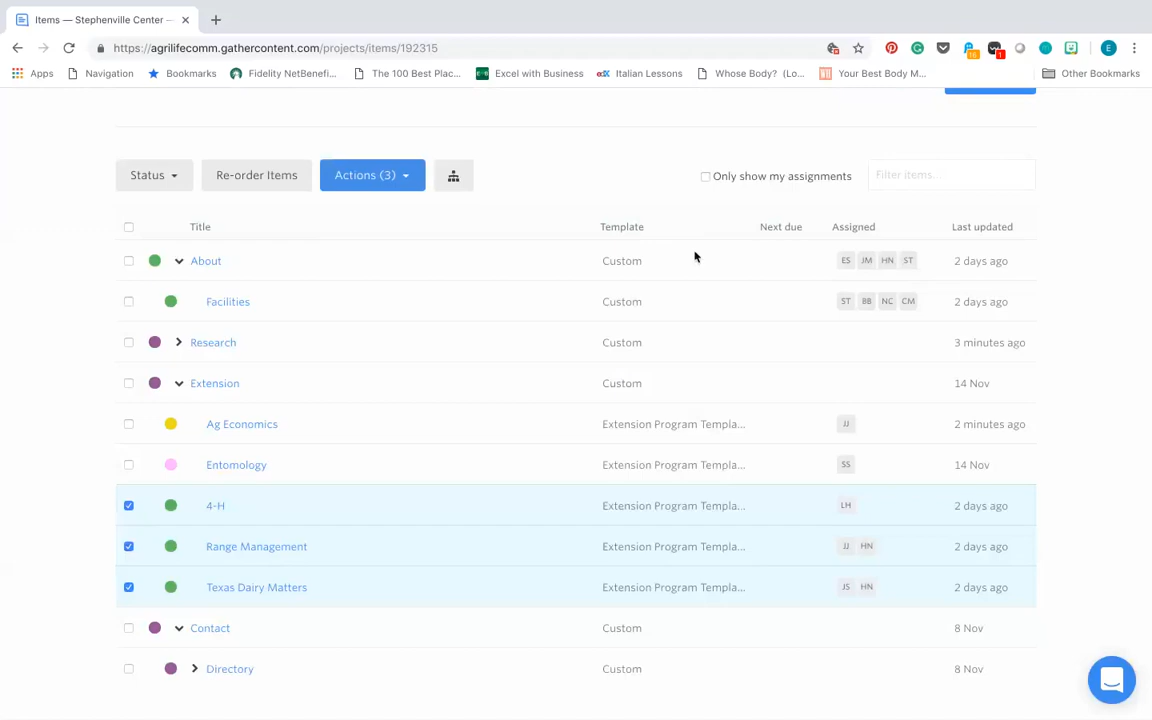 Items — Stephenville Center –
https://agrilifecomm.gathercontent.com/projects/items/192315
E
16
1
Apps Navigation Bookmarks Fidelity NetBenefi... The 100 Best Plac... Excel with Business edX Italian Lessons Whose Body? (Lo... Your Best Body M... Other Bookmarks
Status Re-order Items Actions (3) Only show my assignments Filter items...
Title Template Next due Assigned Last updated
About Custom ES JM HN ST 2 days ago
Facilities Custom ST BB NC CM 2 days ago
Research Custom 3 minutes ago
Extension Custom 14 Nov
Ag Economics Extension Program Templa... JJ 2 minutes ago
Entomology Extension Program Templa... SS 14 Nov
4-H Extension Program Templa... LH 2 days ago
Range Management Extension Program Templa... JJ HN 2 days ago
Texas Dairy Matters Extension Program Templa... JS HN 2 days ago
Contact Custom 8 Nov
Directory Custom 8 Nov